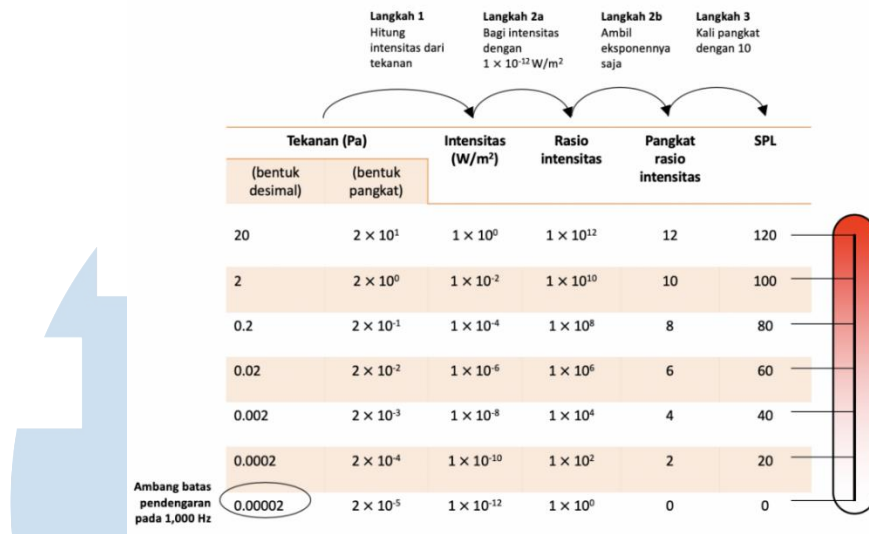 Langkah 1
Hitung
intensitas dari
tekanan
Langkah 2a
Bagi intensitas
dengan
1 × 10⁻¹² W/m²
Langkah 2b
Ambil
eksponennya
saja
Langkah 3
Kali pangkat
dengan 10
Tekanan (Pa)
(bentuk
desimal)
(bentuk
pangkat)
Intensitas
(W/m²)
Rasio
intensitas
Pangkat
rasio
intensitas
SPL
20 2 × 10¹ 1 × 10⁰ 1 × 10¹² 12 120
2 2 × 10⁰ 1 × 10⁻² 1 × 10¹⁰ 10 100
0.2 2 × 10⁻¹ 1 × 10⁻⁴ 1 × 10⁸ 8 80
0.02 2 × 10⁻² 1 × 10⁻⁶ 1 × 10⁶ 6 60
0.002 2 × 10⁻³ 1 × 10⁻⁸ 1 × 10⁴ 4 40
0.0002 2 × 10⁻⁴ 1 × 10⁻¹⁰ 1 × 10² 2 20
Ambang batas
pendengaran
pada 1,000 Hz
0.00002 2 × 10⁻⁵ 1 × 10⁻¹² 1 × 10⁰ 0 0